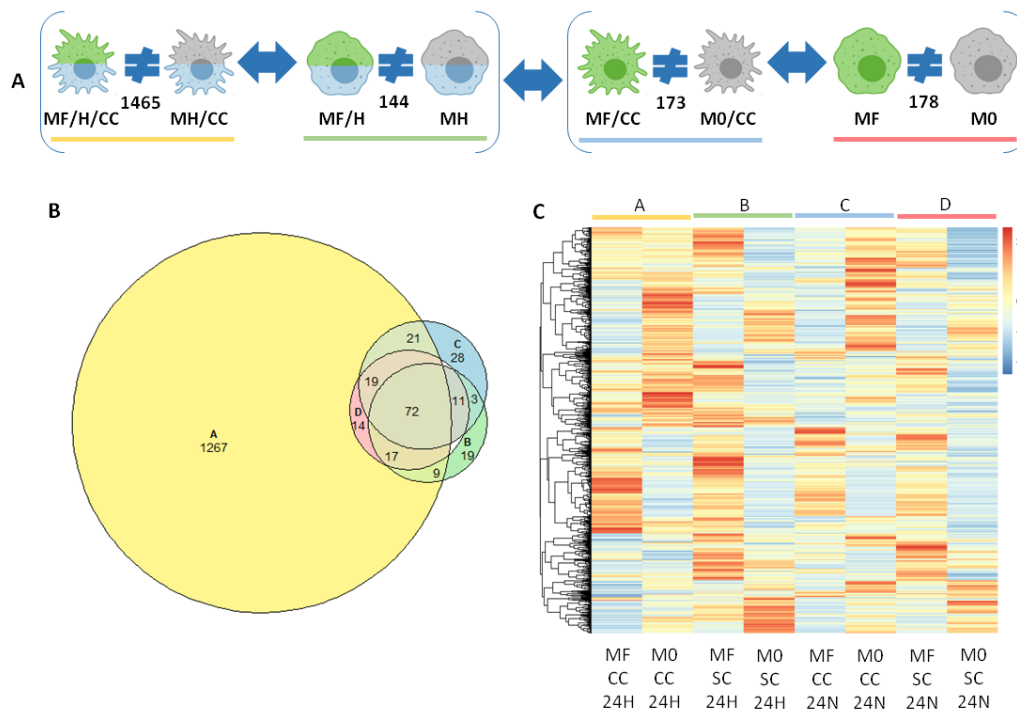 A
1465
144
173
178
MF/H/CC
MH/CC
MF/H
MH
MF/CC
M0/CC
MF
M0
B
C
A
B
C
D
21
C
28
19
11
3
72
D
14
B
19
17
9
A
1267
MF M0 MF M0 MF M0 MF M0
CC CC SC SC CC CC SC SC
24H 24H 24H 24H 24N 24N 24N 24N